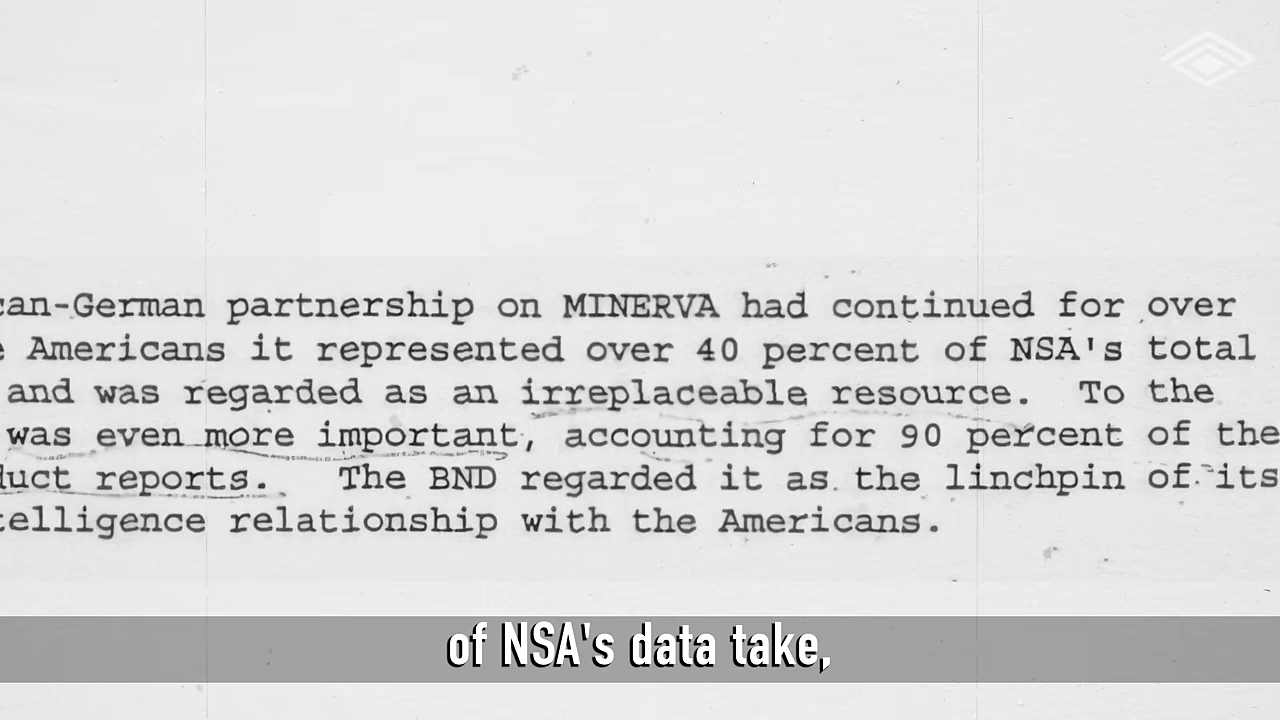 can-German partnership on MINERVA had continued for over
Americans it represented over 40 percent of NSA's total
and was regarded as an irreplaceable resource. To the
was even more important, accounting for 90 percent of the
duct reports. The BND regarded it as the linchpin of its
telligence relationship with the Americans.
of NSA's data take,